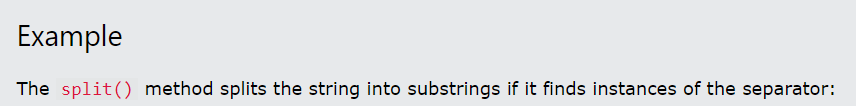 Example
The split() method splits the string into substrings if it finds instances of the separator: